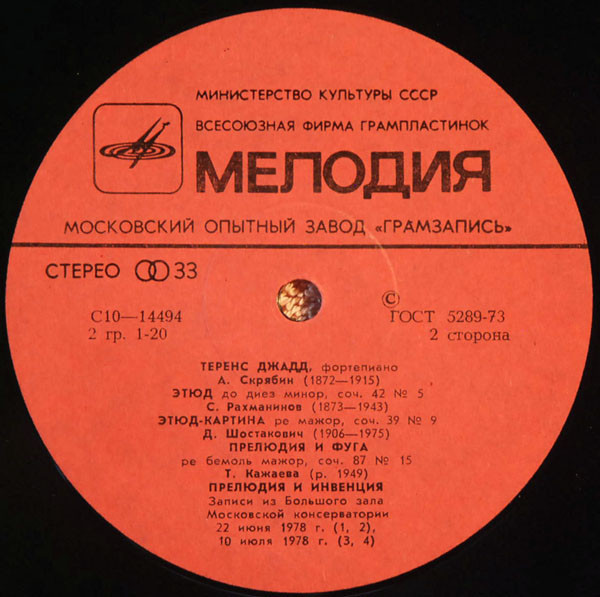 МИНИСТЕРСТВО КУЛЬТУРЫ СССР
ВСЕСОЮЗНАЯ ФИРМА ГРАМПЛАСТИНОК
МЕЛОДИЯ
МОСКОВСКИЙ ОПЫТНЫЙ ЗАВОД «ГРАМЗАПИСЬ»
СТЕРЕО 33
С10—14494
2 гр. 1-20
©
ГОСТ 5289-73
2 сторона
ТЕРЕНС ДЖАДД, фортепиано
А. Скрябин (1872—1915)
ЭТЮД до диез минор, соч. 42 № 5
С. Рахманинов (1873—1943)
ЭТЮД-КАРТИНА ре мажор, соч. 39 № 9
Д. Шостакович (1906—1975)
ПРЕЛЮДИЯ И ФУГА
ре бемоль мажор, соч. 87 № 15
Т. Кажаева (р. 1949)
ПРЕЛЮДИЯ И ИНВЕНЦИЯ
Записи из Большого зала
Московской консерватории
22 июня 1978 г. (1, 2),
10 июля 1978 г. (3, 4)